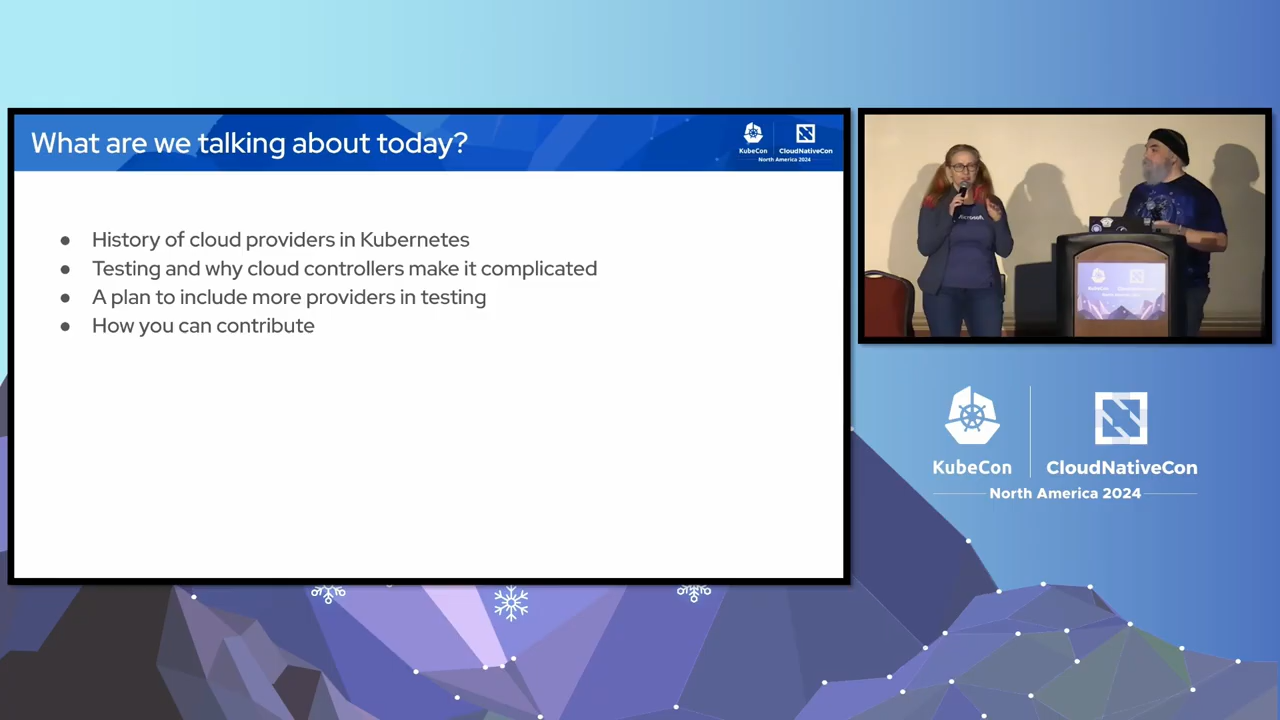 What are we talking about today?
KubeCon
CloudNativeCon
North America 2024
History of cloud providers in Kubernetes
Testing and why cloud controllers make it complicated
A plan to include more providers in testing
How you can contribute
Microsoft
KubeCon
CloudNativeCon
North America 2024